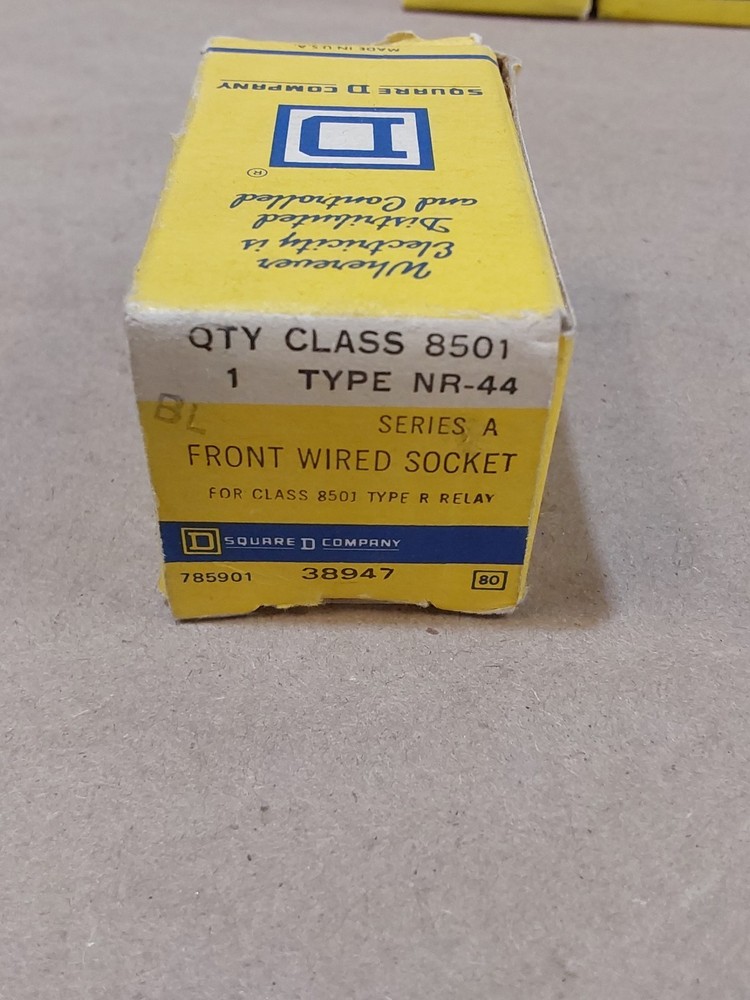 MADE IN U.S.A.
SQUARE D COMPANY
D
®
Wherever
Electricity is
Distributed
and Controlled
QTY CLASS 8501
1 TYPE NR-44
BL
SERIES A
FRONT WIRED SOCKET
FOR CLASS 8501 TYPE R RELAY
D SQUARE D COMPANY
785901 38947 80